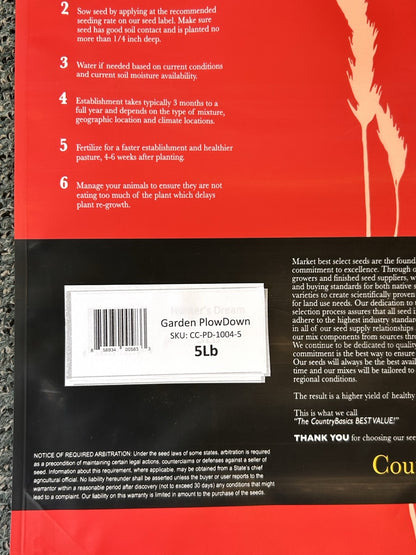 2 Sow seed by applying at the recommended
seeding rate on our seed label. Make sure
seed has good soil contact and is planted no
more than 1/4 inch deep.
3 Water if needed based on current conditions
and current soil moisture availability.
4 Establishment takes typically 3 months to a
full year and depends on the type of mixture,
geographic location and climate locations.
5 Fertilize for a faster establishment and healthier
pasture, 4-6 weeks after planting.
6 Manage your animals to ensure they are not
eating too much of the plant which delays
plant re-growth.
Hunter's Dream
Garden PlowDown
SKU: CC-PD-1004-5
5Lb
NOTICE OF REQUIRED ARBITRATION: Under the seed laws of some states, arbitration is required
as a precondition of maintaining certain legal actions, counterclaims or defenses against a seller of
seed. Information about this requirement, where applicable, may be obtained from a State's chief
agricultural official. No liability hereunder shall be asserted unless the buyer or user reports to the
warrantor within a reasonable period after discovery (not to exceed 30 days) any conditions that might
lead to a complaint. Our liability on this warranty is limited in amount to the purchase of the seeds.
Market best select seeds are the found
commitment to excellence. Through o
growers and finished seed suppliers, w
and buying standards for both native s
varieties to create scientifically proven
for land use needs. Our dedication to
selection process assures that all seed i
adhere to the highest industry standard
in all of our seed supply relationships
our mix components from sources thro
We continue to be dedicated to quality
commitment is the best way to ensure
Our seeds will always be the best avail
time and our mixes will be tailored to
regional conditions.
The result is a higher yield of healthy
This is what we call
"The CountryBasics BEST VALUE!"
THANK YOU for choosing our see
Cou